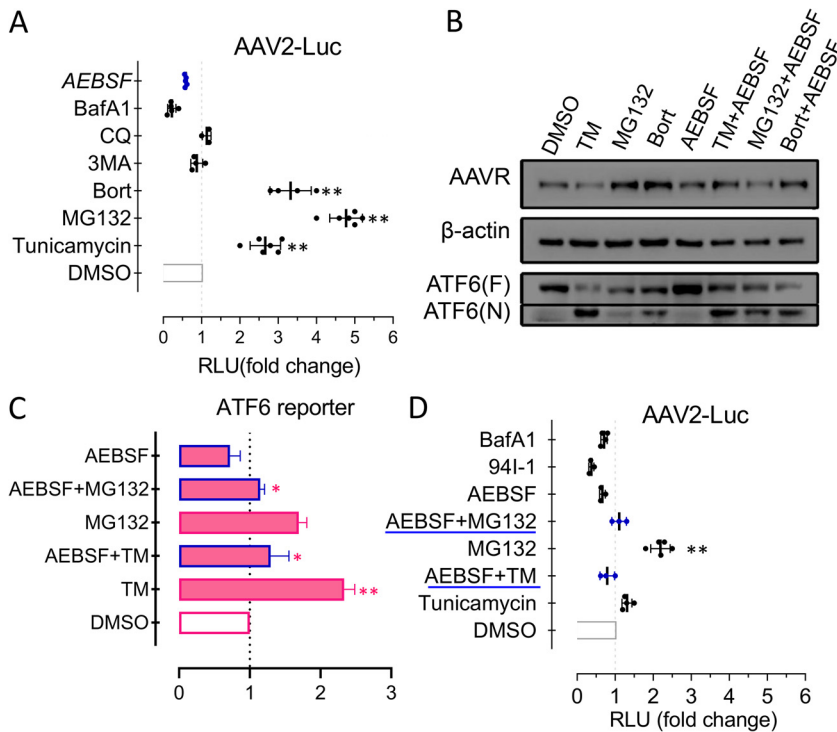 A
AAV2-Luc
AEBSF
BafA1
CQ
3MA
Bort
**
MG132
**
Tunicamycin
**
DMSO
0 1 2 3 4 5 6
RLU(fold change)
B
DMSO TM MG132 Bort AEBSF TM+AEBSF MG132+AEBSF Bort+AEBSF
AAVR
β-actin
ATF6(F)
ATF6(N)
C
ATF6 reporter
AEBSF
AEBSF+MG132 *
MG132
AEBSF+TM *
TM **
DMSO
0 1 2 3
D
AAV2-Luc
BafA1
94I-1
AEBSF
AEBSF+MG132
MG132 **
AEBSF+TM
Tunicamycin
DMSO
0 1 2 3 4 5 6
RLU (fold change)